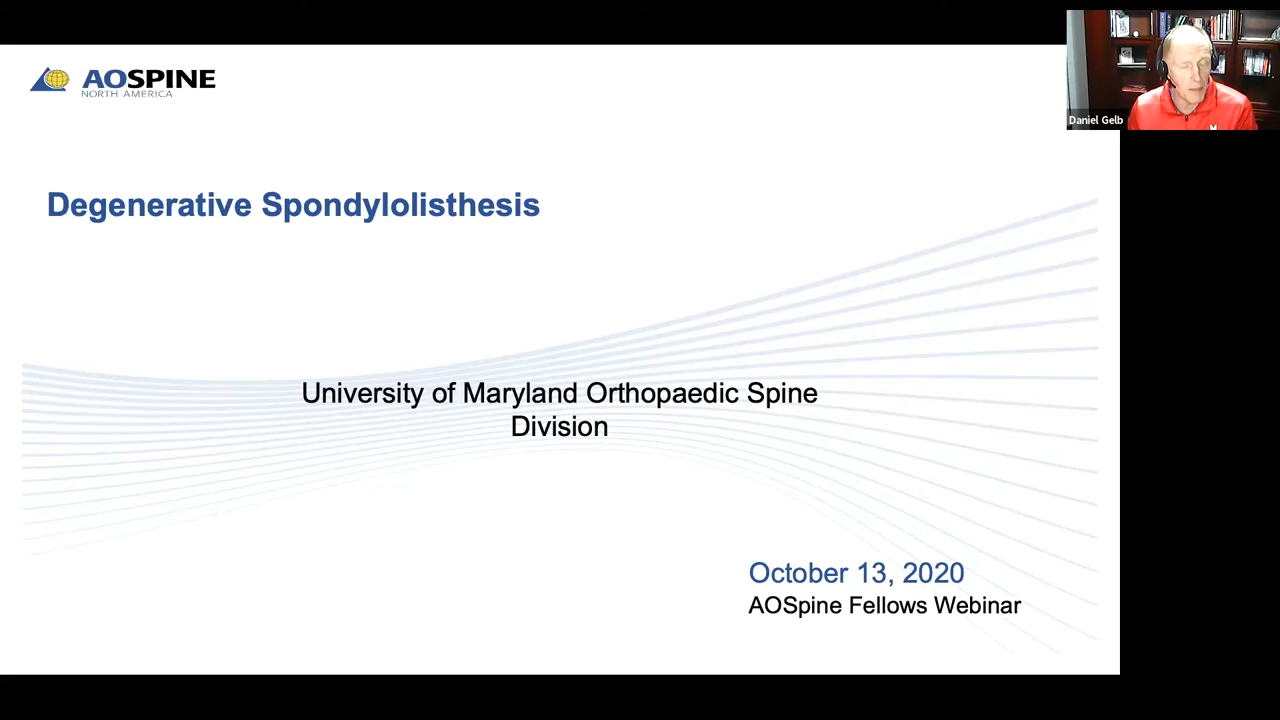 AOSPINE
NORTH AMERICA
Daniel Gelb
Degenerative Spondylolisthesis
University of Maryland Orthopaedic Spine
Division
October 13, 2020
AOSpine Fellows Webinar